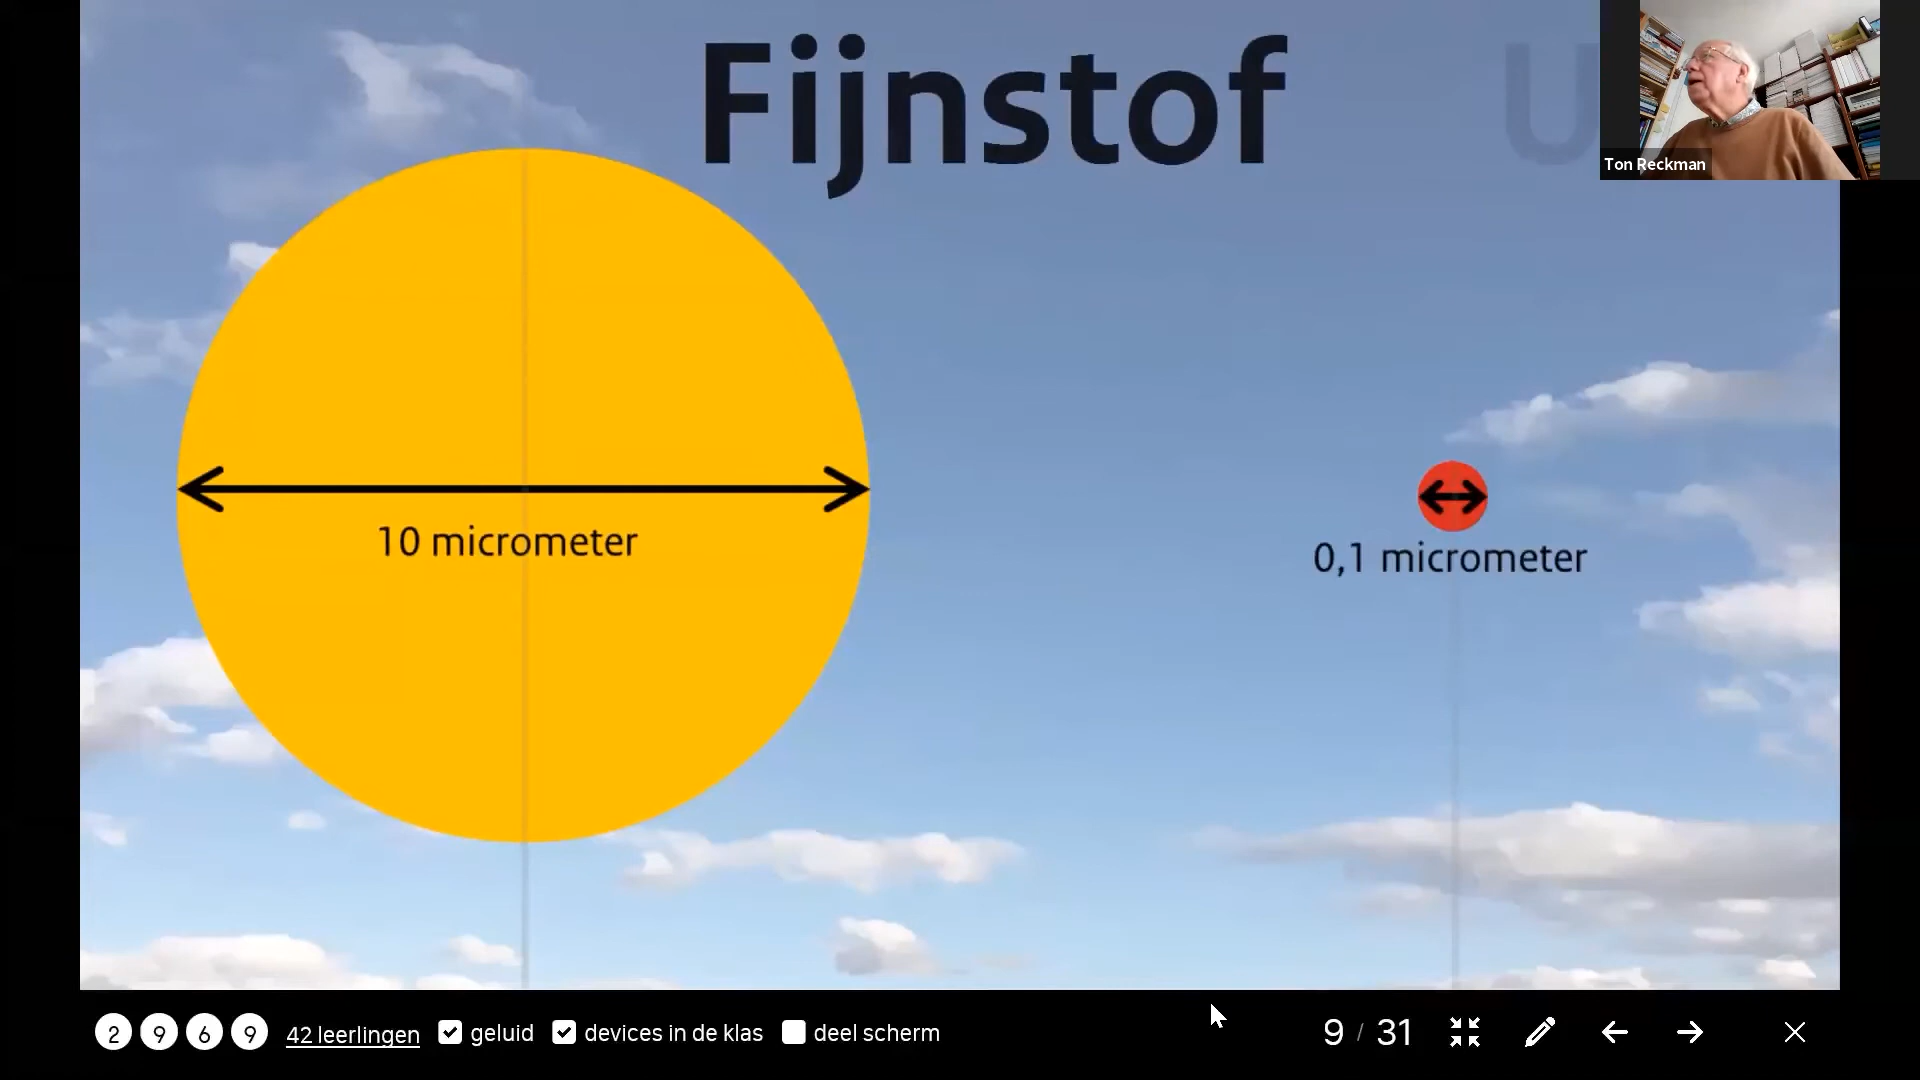 Fijnstof
U
Ton Reckman
10 micrometer
0,1 micrometer
2 9 6 9 42 leerlingen geluid devices in de klas deel scherm 9 / 31